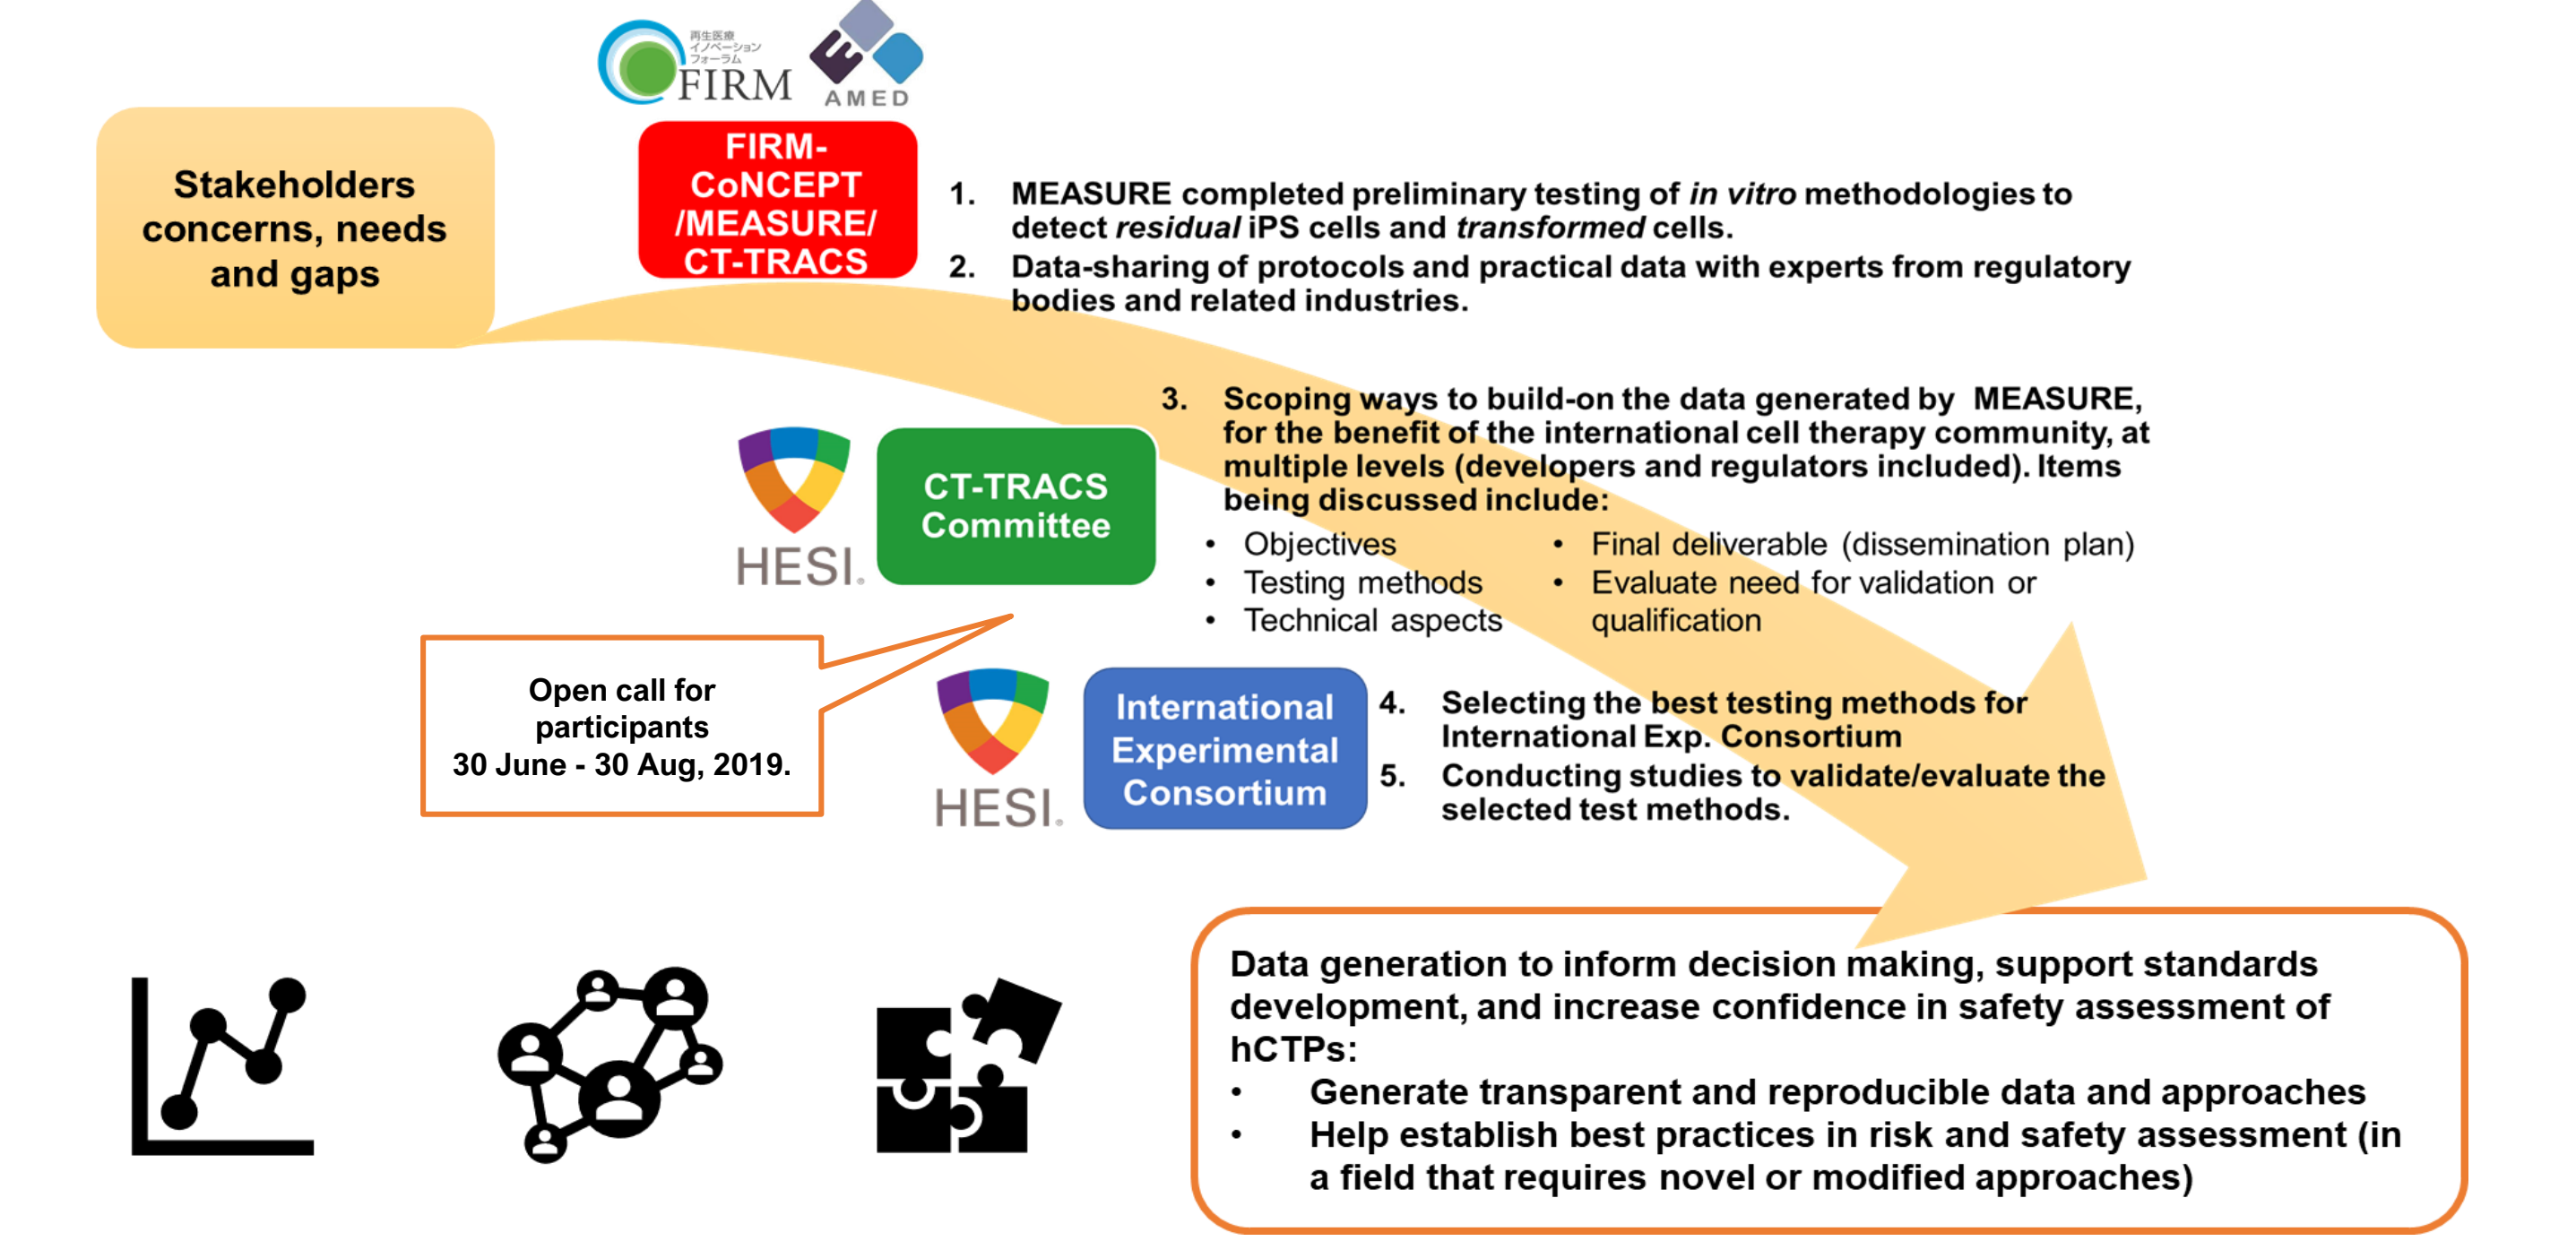 再生医療
イノベーション
フォーラム
FIRM
AMED
Stakeholders
concerns, needs
and gaps
FIRM-
CoNCEPT
/MEASURE/
CT-TRACS
1. MEASURE completed preliminary testing of in vitro methodologies to
detect residual iPS cells and transformed cells.
2. Data-sharing of protocols and practical data with experts from regulatory
bodies and related industries.
HESI®
CT-TRACS
Committee
3. Scoping ways to build-on the data generated by MEASURE,
for the benefit of the international cell therapy community, at
multiple levels (developers and regulators included). Items
being discussed include:
• Objectives
• Testing methods
• Technical aspects
• Final deliverable (dissemination plan)
• Evaluate need for validation or
qualification
Open call for
participants
30 June - 30 Aug, 2019.
HESI®
International
Experimental
Consortium
4. Selecting the best testing methods for
International Exp. Consortium
5. Conducting studies to validate/evaluate the
selected test methods.
Data generation to inform decision making, support standards
development, and increase confidence in safety assessment of
hCTPs:
• Generate transparent and reproducible data and approaches
• Help establish best practices in risk and safety assessment (in
a field that requires novel or modified approaches)